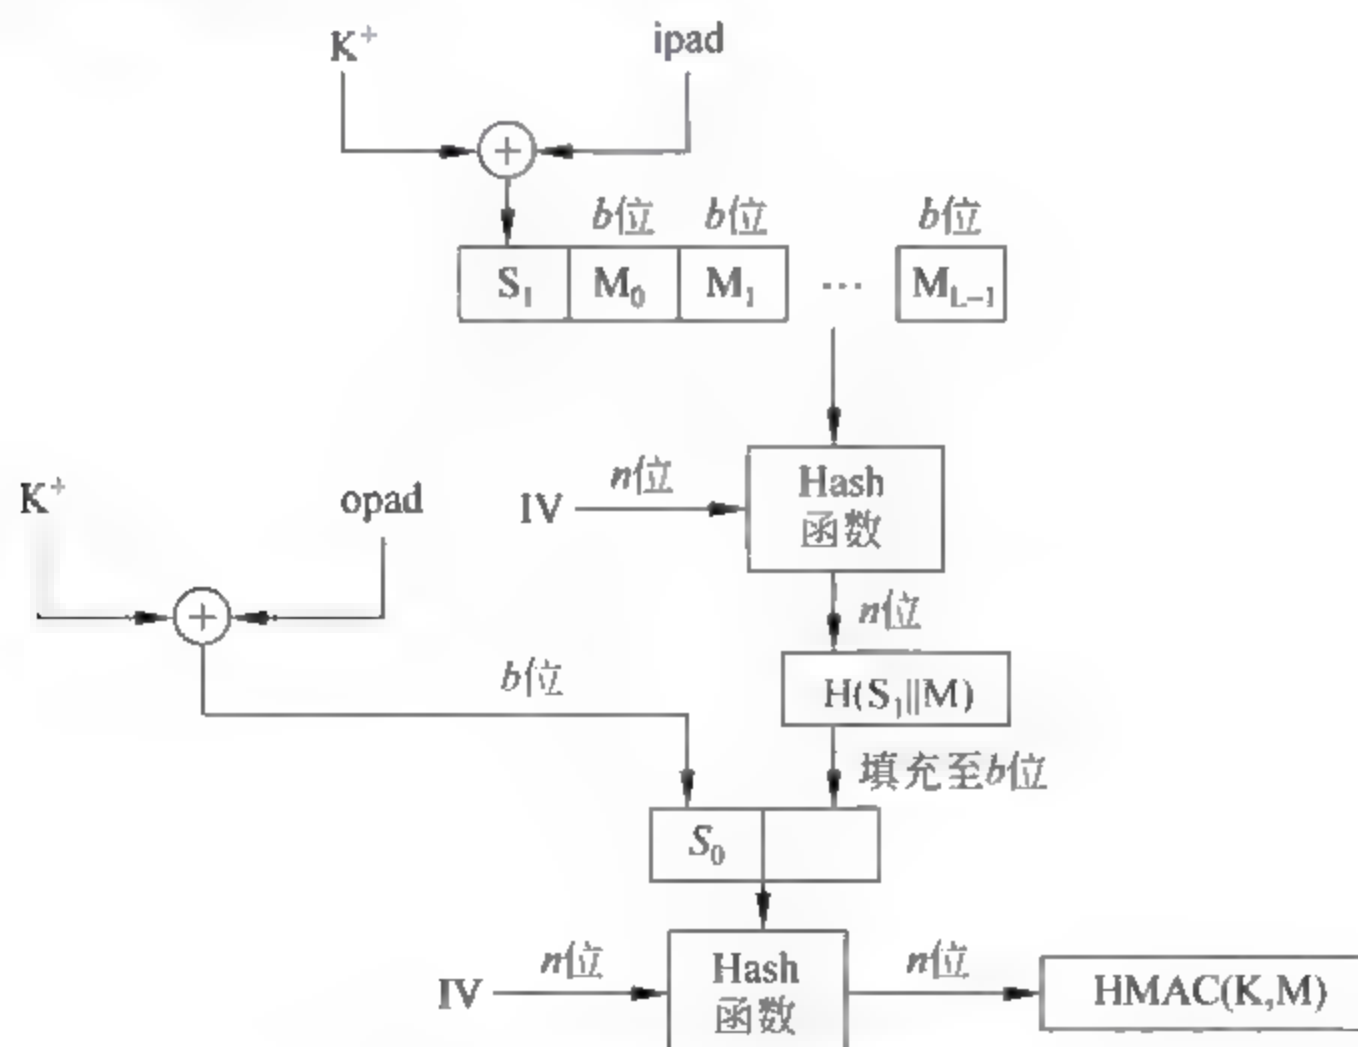 K⁺ ipad
b位 b位 b位
S₁ M₀ M₁ … M_{L-1}
K⁺ opad IV n位 Hash
函数
n位
b位 H(S₁||M)
填充至b位
S₀
IV n位 Hash
函数 n位 HMAC(K,M)